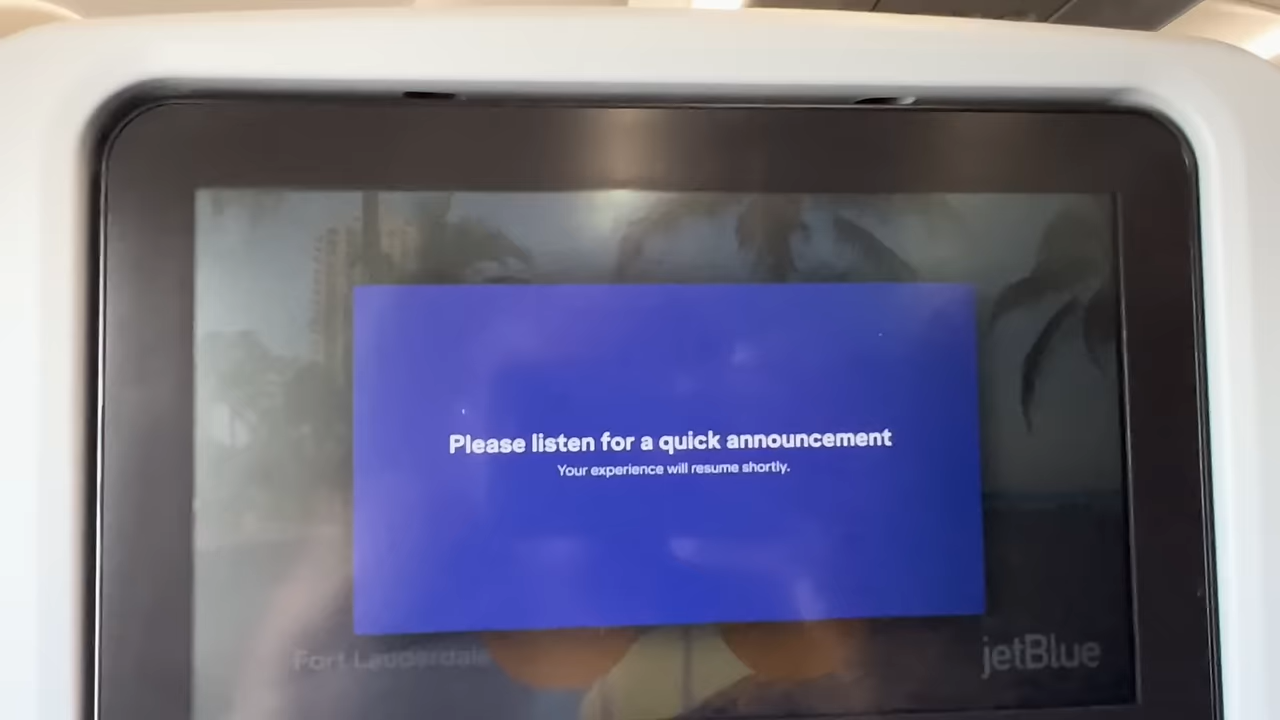 Please listen for a quick announcement
Your experience will resume shortly.
Fort Lauderdale
jetBlue